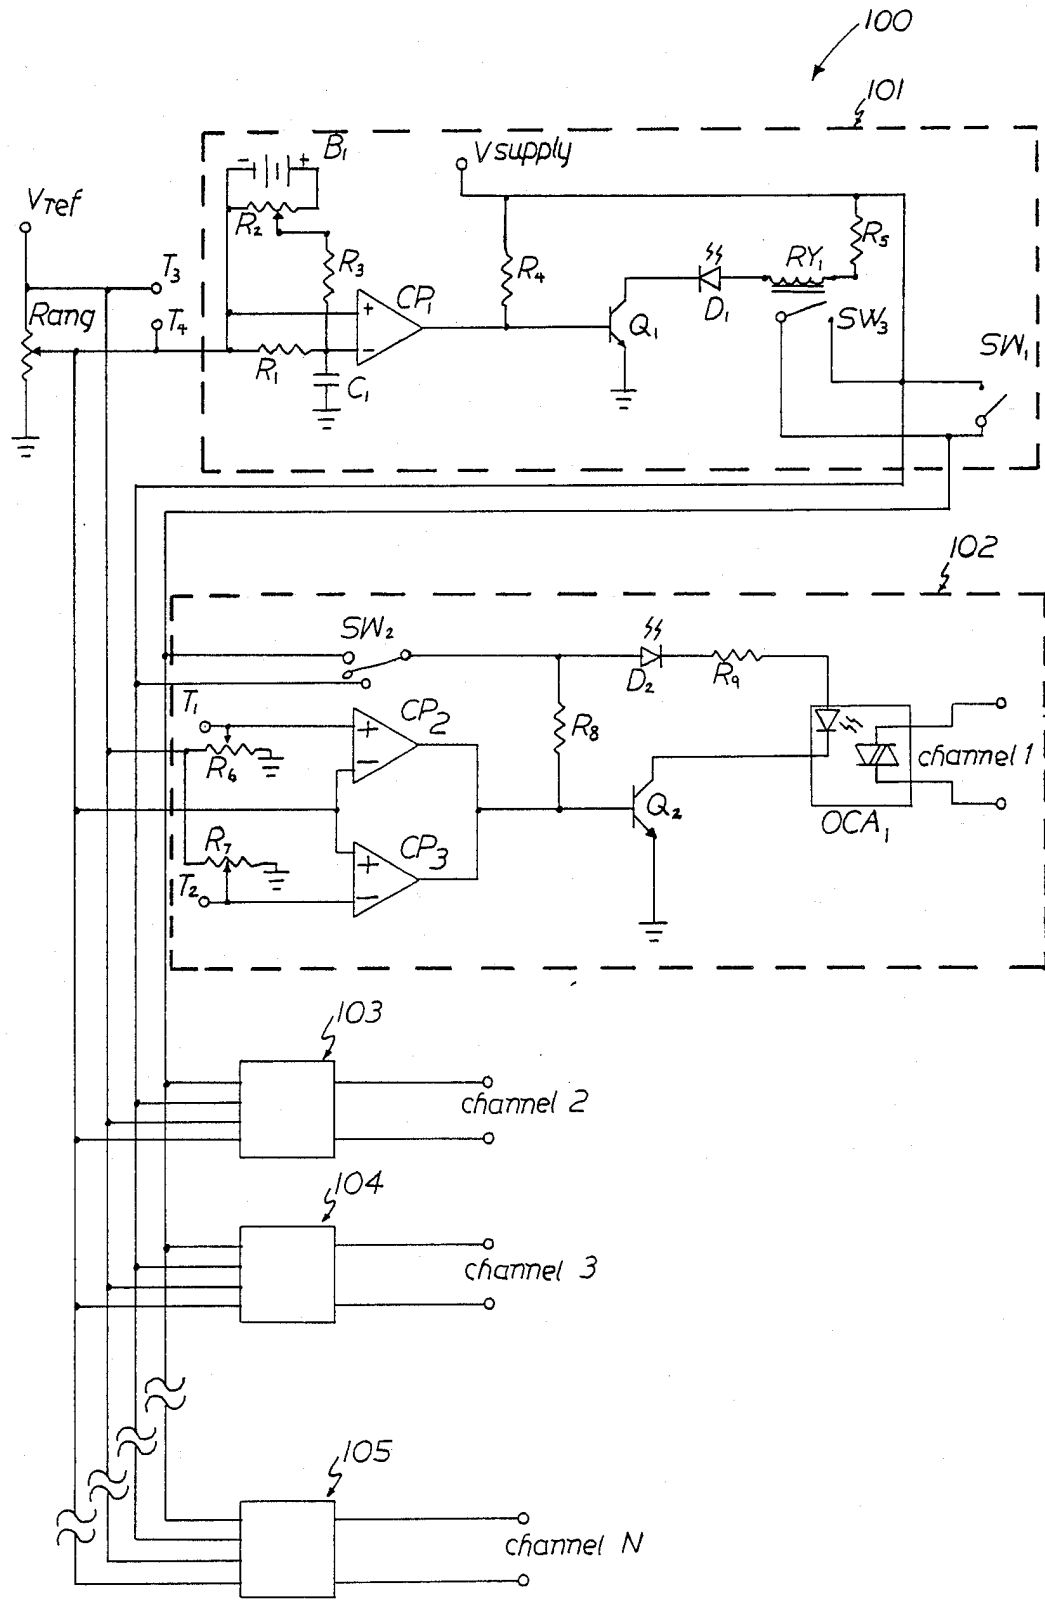 100
101
B₁
- +
Vsupply
VTef
R₂
R₅
T₃
R₃
RY₁
Rang
T₄
CP₁
R₄
D₁
SW₃
+
Q₁
SW₁
-
R₁
C₁
102
SW₂
D₂
R₉
T₁
CP₂
+
R₈
channel 1
-
R₆
Q₂
OCA₁
R₇
CP₃
+
T₂
-
103
channel 2
104
channel 3
105
channel N